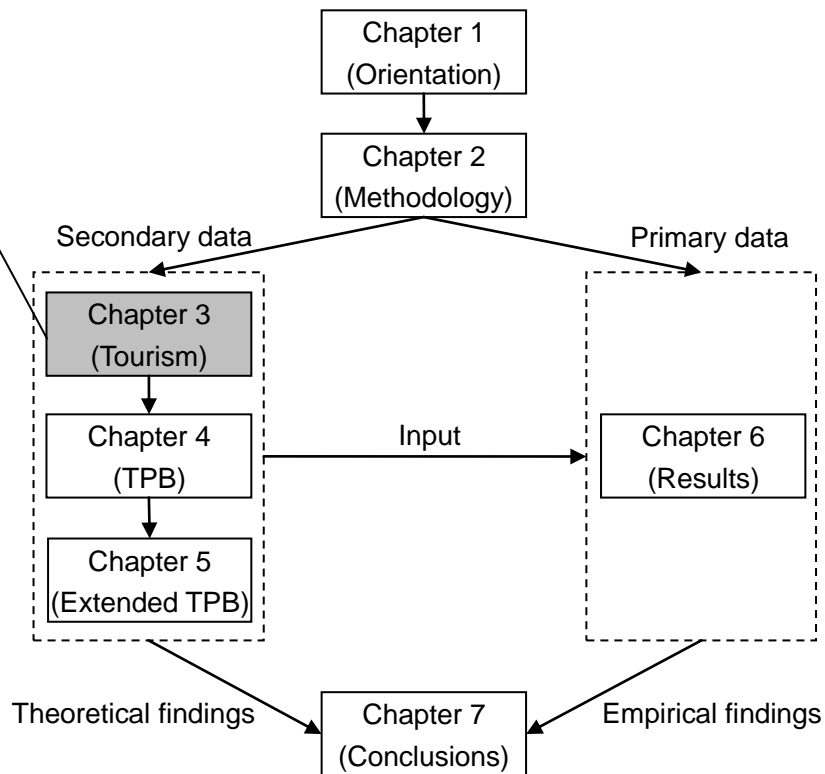 Chapter 1
(Orientation)
Chapter 2
(Methodology)
Secondary data
Primary data
Chapter 3
(Tourism)
Chapter 4
(TPB)
Input
Chapter 6
(Results)
Chapter 5
(Extended TPB)
Theoretical findings
Chapter 7
(Conclusions)
Empirical findings